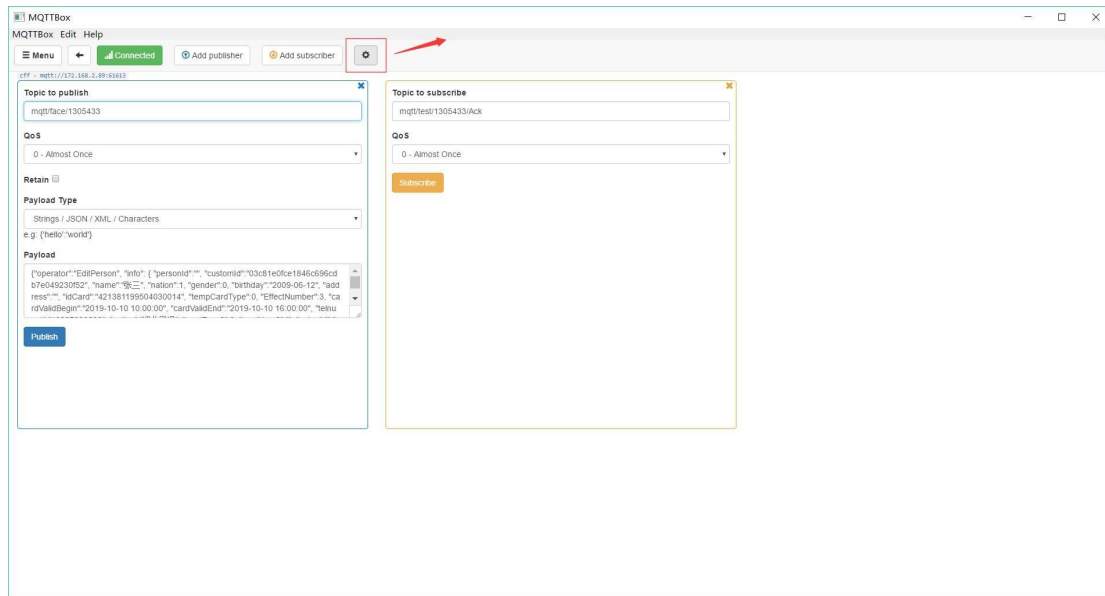 MQTTBox
MQTTBox Edit Help
Menu Connected Add publisher Add subscriber
cff - mqtt://172.168.2.89:61613
Topic to publish
mqtt/face/1305433
QoS
0 - Almost Once
Retain
Payload Type
Strings / JSON / XML / Characters
e.g: {'hello':'world'}
Payload
{"operator":"EditPerson", "info": { "personId":"", "customId":"03c81e0fce1846c696cd
b7e049230f52", "name":"张三", "nation":1, "gender":0, "birthday":"2009-06-12", "add
ress":"", "idCard":"421381199504030014", "tempCardType":0, "EffectNumber":3, "ca
rdValidBegin":"2019-10-10 10:00:00", "cardValidEnd":"2019-10-10 16:00:00", "telnu
Publish
Topic to subscribe
mqtt/test/1305433/Ack
QoS
0 - Almost Once
Subscribe